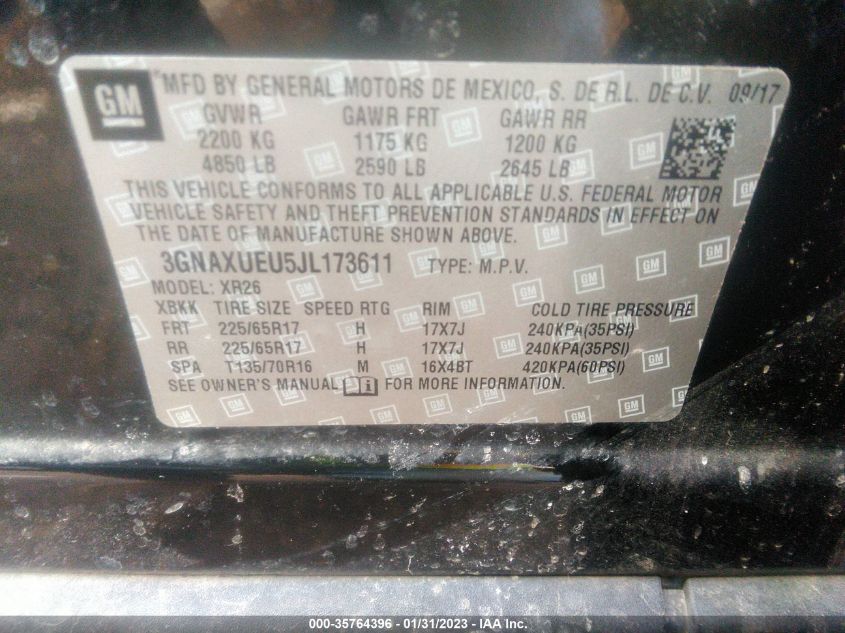 GM MFD BY GENERAL MOTORS DE MEXICO, S. DE R.L. DE C.V. 09/17
GVWR GAWR FRT GAWR RR
2200 KG 1175 KG 1200 KG
4850 LB 2590 LB 2645 LB
THIS VEHICLE CONFORMS TO ALL APPLICABLE U.S. FEDERAL MOTOR
VEHICLE SAFETY AND THEFT PREVENTION STANDARDS IN EFFECT ON
THE DATE OF MANUFACTURE SHOWN ABOVE.
3GNAXUEU5JL173611 TYPE: M.P.V.
MODEL: XR26
XBKK TIRE SIZE SPEED RTG RIM COLD TIRE PRESSURE
FRT 225/65R17 H 17X7J 240KPA(35PSI)
RR 225/65R17 H 17X7J 240KPA(35PSI)
SPA T135/70R16 M 16X4BT 420KPA(60PSI)
SEE OWNER'S MANUAL FOR MORE INFORMATION.
000-35764396 - 01/31/2023 - IAA Inc.